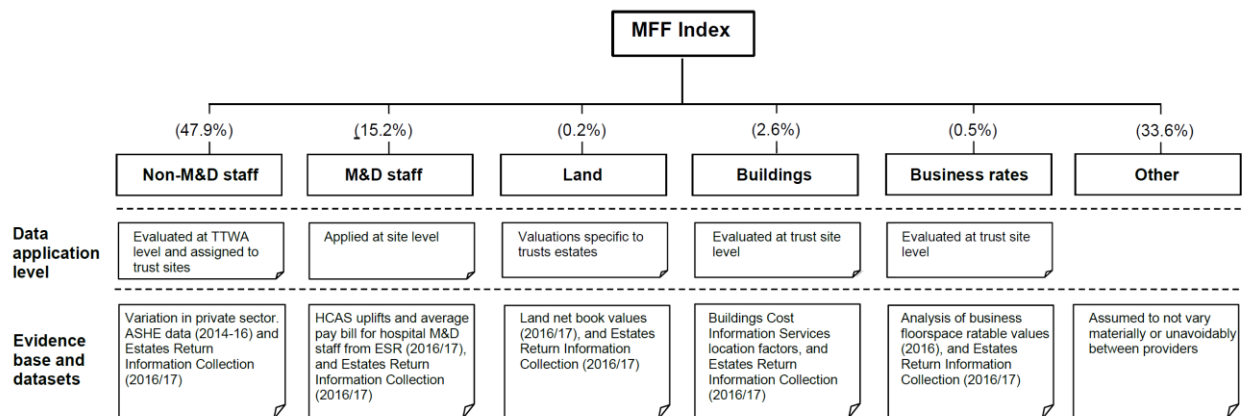 MFF Index
(47.9%)
(15.2%)
(0.2%)
(2.6%)
(0.5%)
(33.6%)
Non-M&D staff
M&D staff
Land
Buildings
Business rates
Other
Data
application
level
Evaluated at TTWA
level and assigned to
trust sites
Applied at site level
Valuations specific to
trusts estates
Evaluated at trust site
level
Evaluated at trust site
level
Evidence
base and
datasets
Variation in private sector.
ASHE data (2014-16) and
Estates Return
Information Collection
(2016/17)
HCAS uplifts and average
pay bill for hospital M&D
staff from ESR (2016/17),
and Estates Return
Information Collection
(2016/17)
Land net book values
(2016/17), and Estates
Return Information
Collection (2016/17)
Buildings Cost
Information Services
location factors, and
Estates Return
Information Collection
(2016/17)
Analysis of business
floorspace ratable values
(2016), and Estates
Return Information
Collection (2016/17)
Assumed to not vary
materially or unavoidably
between providers